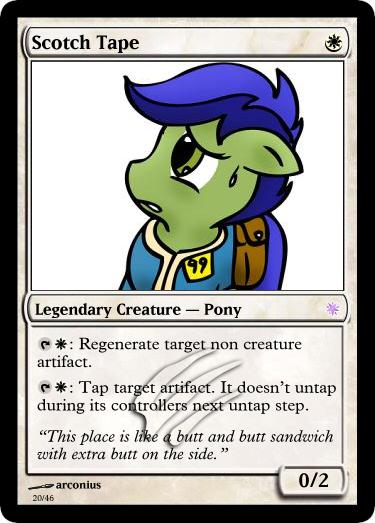 Scotch Tape
99
Legendary Creature — Pony
: Regenerate target non creature
artifact.
: Tap target artifact. It doesn't untap
during its controllers next untap step.
“This place is like a butt and butt sandwich
with extra butt on the side.”
0/2
arconius
20/46